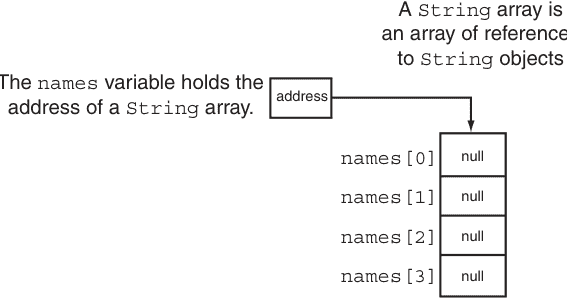 A String array is
an array of reference
to String objects
The names variable holds the
address of a String array.
address
names[0] null
names[1] null
names[2] null
names[3] null